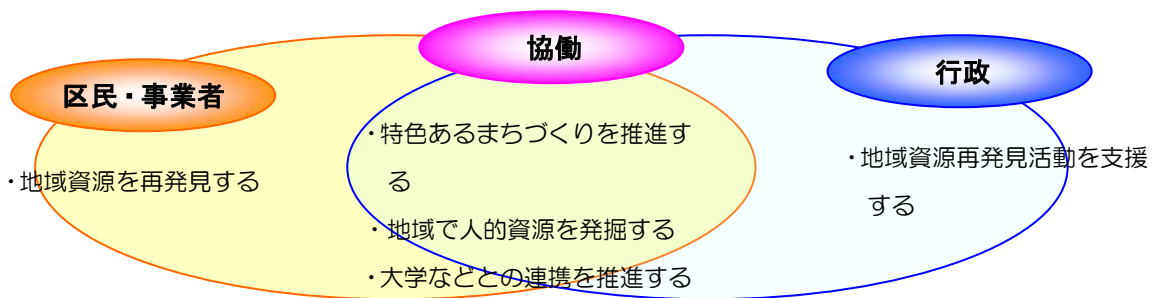 協働
区民・事業者
行政
・地域資源を再発見する
・特色あるまちづくりを推進す
る
・地域で人的資源を発掘する
・大学などとの連携を推進する
・地域資源再発見活動を支援
する